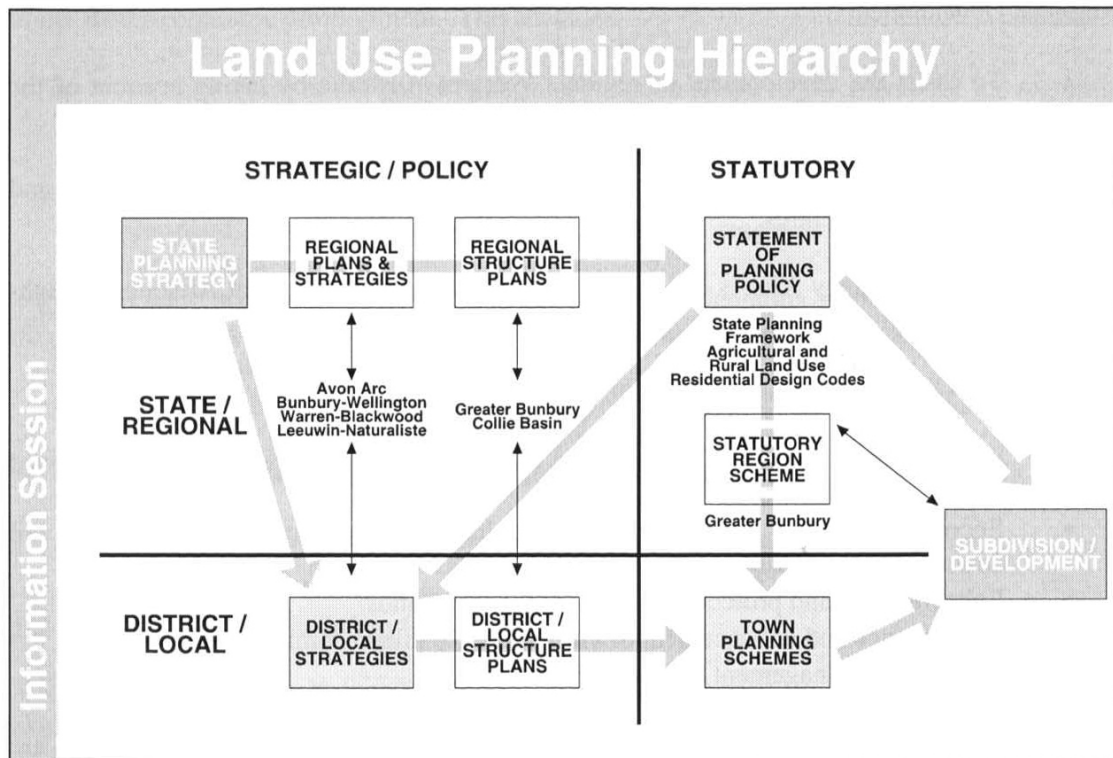 Land Use Planning Hierarchy
Information Session
STRATEGIC / POLICY
STATUTORY
STATE
PLANNING
STRATEGY
REGIONAL
PLANS &
STRATEGIES
REGIONAL
STRUCTURE
PLANS
STATEMENT
OF
PLANNING
POLICY
STATE /
REGIONAL
Avon Arc
Bunbury-Wellington
Warren-Blackwood
Leeuwin-Naturaliste
Greater Bunbury
Collie Basin
State Planning
Framework
Agricultural and
Rural Land Use
Residential Design Codes
STATUTORY
REGION
SCHEME
Greater Bunbury
SUBDIVISION /
DEVELOPMENT
DISTRICT /
LOCAL
DISTRICT /
LOCAL
STRATEGIES
DISTRICT /
LOCAL
STRUCTURE
PLANS
TOWN
PLANNING
SCHEMES